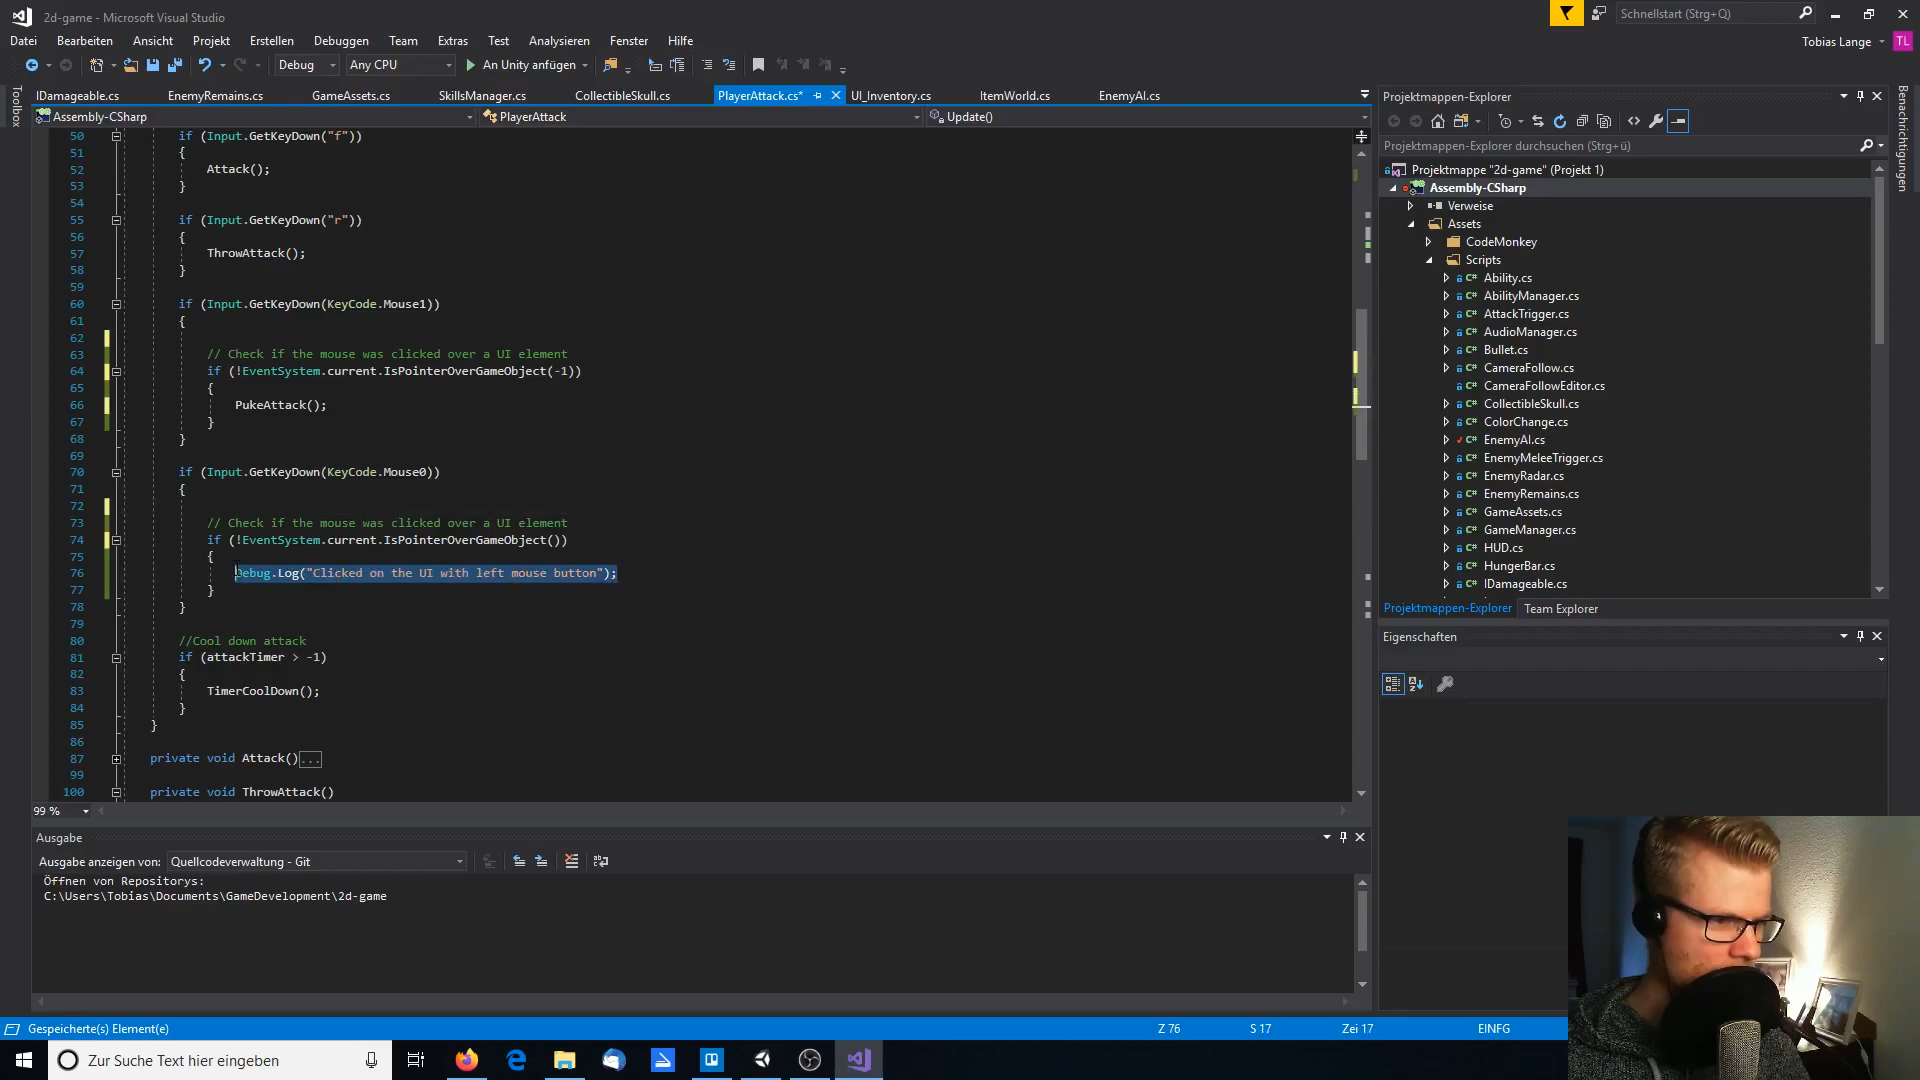 2d-game - Microsoft Visual Studio
Schnellstart (Strg+Q)
Datei Bearbeiten Ansicht Projekt Erstellen Debuggen Team Extras Test Analysieren Fenster Hilfe
Tobias Lange TL
Debug Any CPU An Unity anfügen
Toolbox
IDamageable.cs EnemyRemains.cs GameAssets.cs SkillsManager.cs CollectibleSkull.cs PlayerAttack.cs* UI_Inventory.cs ItemWorld.cs EnemyAI.cs
Assembly-CSharp PlayerAttack Update()
50 if (Input.GetKeyDown("f"))
51 {
52 Attack();
53 }
54
55 if (Input.GetKeyDown("r"))
56 {
57 ThrowAttack();
58 }
59
60 if (Input.GetKeyDown(KeyCode.Mouse1))
61 {
62
63 // Check if the mouse was clicked over a UI element
64 if (!EventSystem.current.IsPointerOverGameObject(-1))
65 {
66 PukeAttack();
67 }
68 }
69
70 if (Input.GetKeyDown(KeyCode.Mouse0))
71 {
72
73 // Check if the mouse was clicked over a UI element
74 if (!EventSystem.current.IsPointerOverGameObject())
75 {
76 Debug.Log("Clicked on the UI with left mouse button");
77 }
78 }
79
80 //Cool down attack
81 if (attackTimer > -1)
82 {
83 TimerCoolDown();
84 }
85 }
86
87 private void Attack()...
99
100 private void ThrowAttack()
99 %
Ausgabe
Ausgabe anzeigen von: Quellcodeverwaltung - Git
Öffnen von Repositorys:
C:\Users\Tobias\Documents\GameDevelopment\2d-game
Projektmappen-Explorer
Projektmappen-Explorer durchsuchen (Strg+ü)
Projektmappe "2d-game" (Projekt 1)
Assembly-CSharp
Verweise
Assets
CodeMonkey
Scripts
C# Ability.cs
C# AbilityManager.cs
C# AttackTrigger.cs
C# AudioManager.cs
C# Bullet.cs
C# CameraFollow.cs
C# CameraFollowEditor.cs
C# CollectibleSkull.cs
C# ColorChange.cs
C# EnemyAI.cs
C# EnemyMeleeTrigger.cs
C# EnemyRadar.cs
C# EnemyRemains.cs
C# GameAssets.cs
C# GameManager.cs
C# HUD.cs
C# HungerBar.cs
C# IDamageable.cs
Projektmappen-Explorer Team Explorer
Eigenschaften
Benachrichtigungen
Gespeicherte(s) Element(e) Z 76 S 17 Zei 17 EINFG
Zur Suche Text hier eingeben